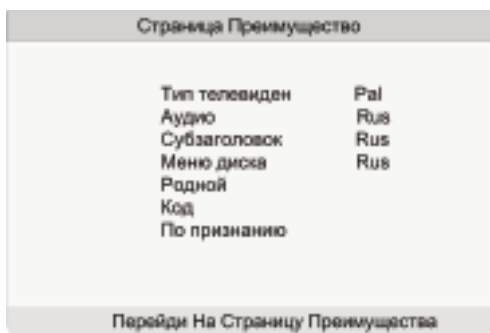 Страница Преимущество
Тип телевиден Pal
Аудио Rus
Субзаголовок Rus
Меню диска Rus
Родной
Код
По признанию
Перейди На Страницу Преимущества